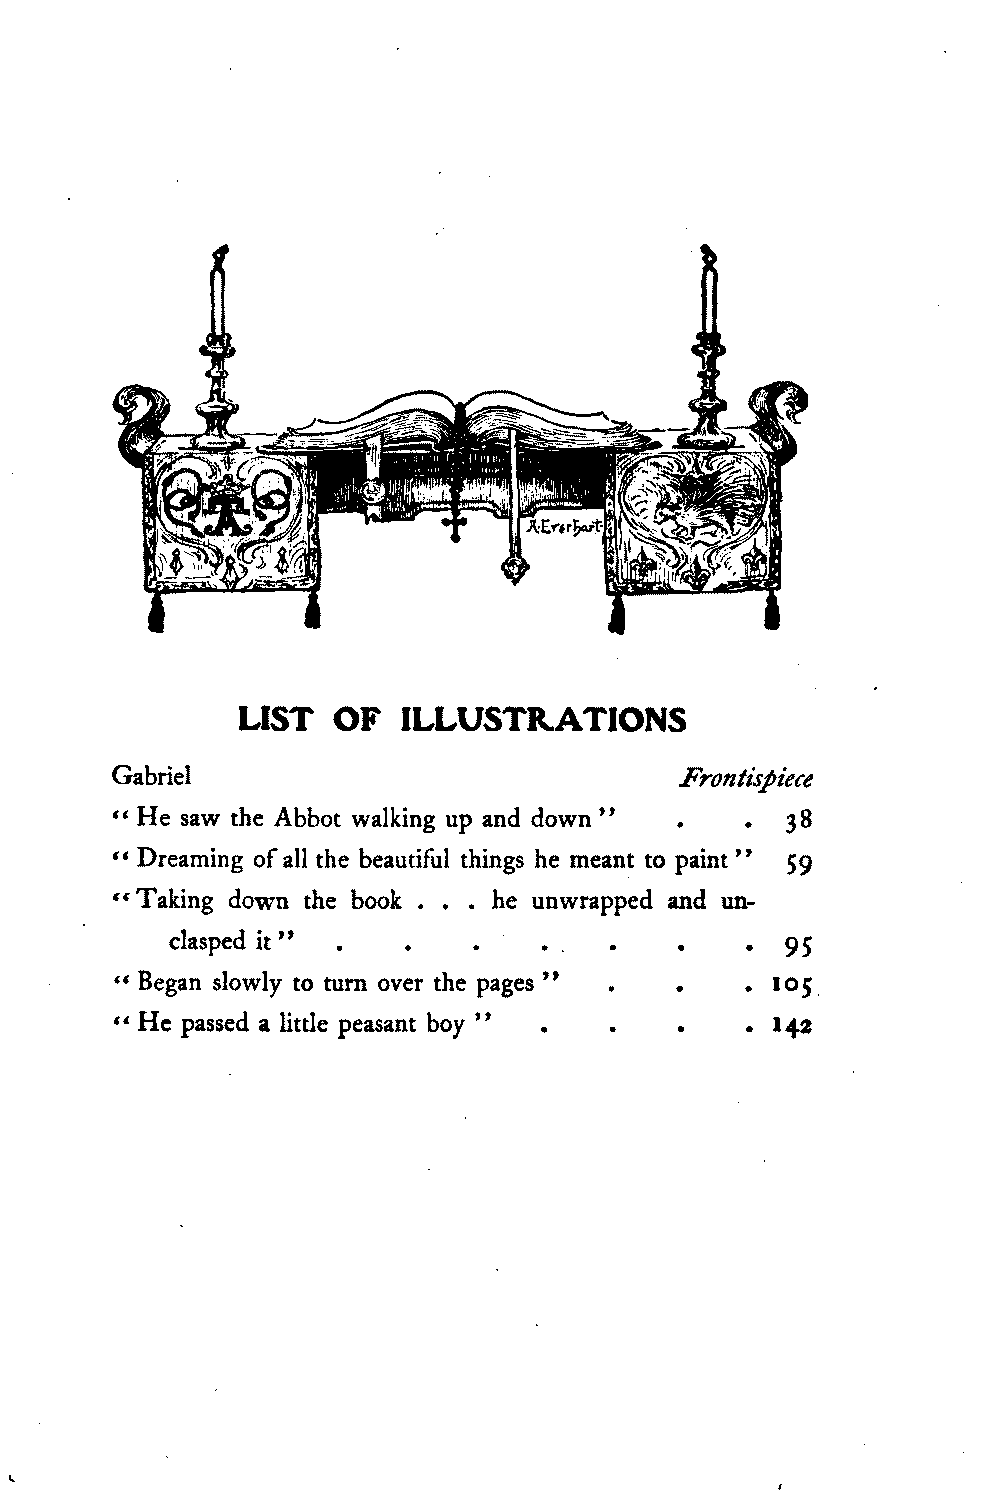 A·Everhart
LIST OF ILLUSTRATIONS
Gabriel Frontispiece
“ He saw the Abbot walking up and down ” . . 38
“ Dreaming of all the beautiful things he meant to paint ” 59
“ Taking down the book . . . he unwrapped and un-
clasped it ” . . . . . . . 95
“ Began slowly to turn over the pages ” . . . 105
“ He passed a little peasant boy ” . . . . 142